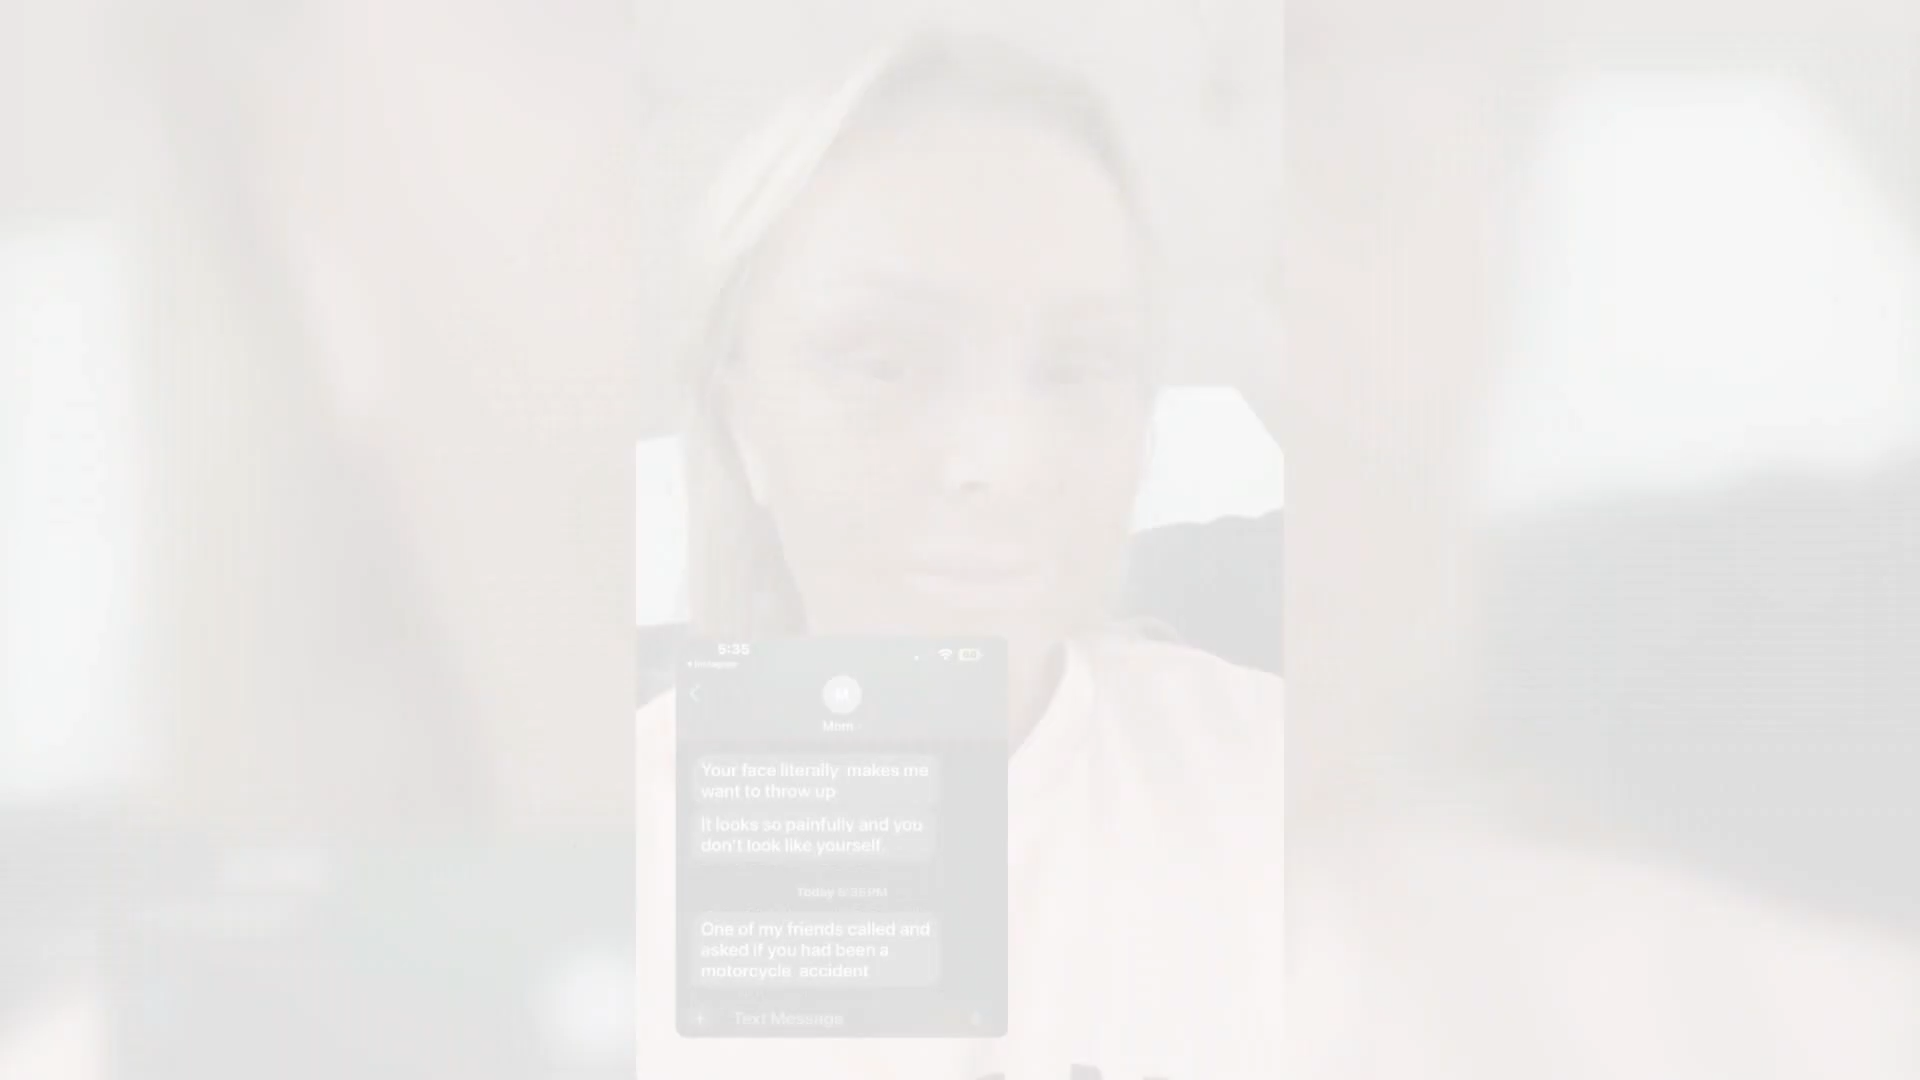 5:35
Instagram
M
Mom
Your face literally makes me
want to throw up
It looks so painfully and you
don't look like yourself.
Today 5:35 PM
One of my friends called and
asked if you had been a
motorcycle accident
+ Text Message